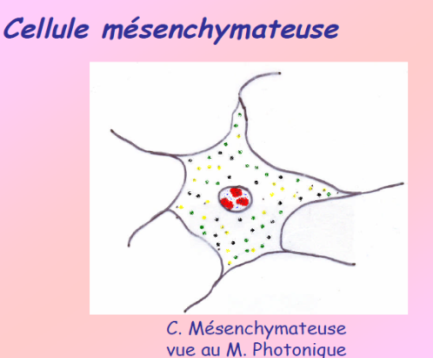 Cellule mésenchymateuse
C. Mésenchymateuse
vue au M. Photonique